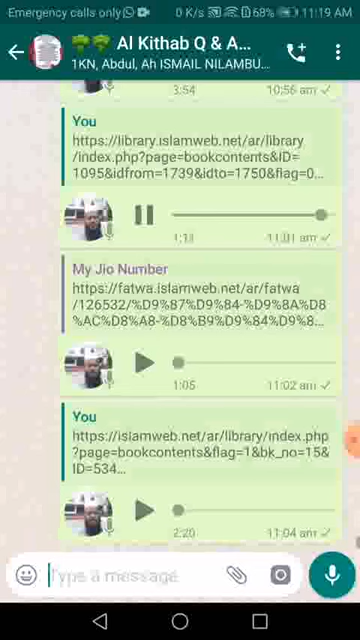 Emergency calls only
0 K/s
68%
11:19 AM
Al Kithab Q & A...
1KN, Abdul, Ah ISMAIL NILAMBU...
3:54
10:56 am
You
https://library.islamweb.net/ar/library
/index.php?page=bookcontents&ID=
1095&idfrom=1739&idto=1750&flag=0...
1:11
11:01 am
My Jio Number
https://fatwa.islamweb.net/ar/fatwa
/126532/%D9%87%D9%84-%D9%8A%D8
%AC%D8%A8-%D8%B9%D9%84%D9%8...
1:05
11:02 am
You
https://islamweb.net/ar/library/index.php
?page=bookcontents&flag=1&bk_no=15&
ID=534...
2:20
11:04 am
Type a message